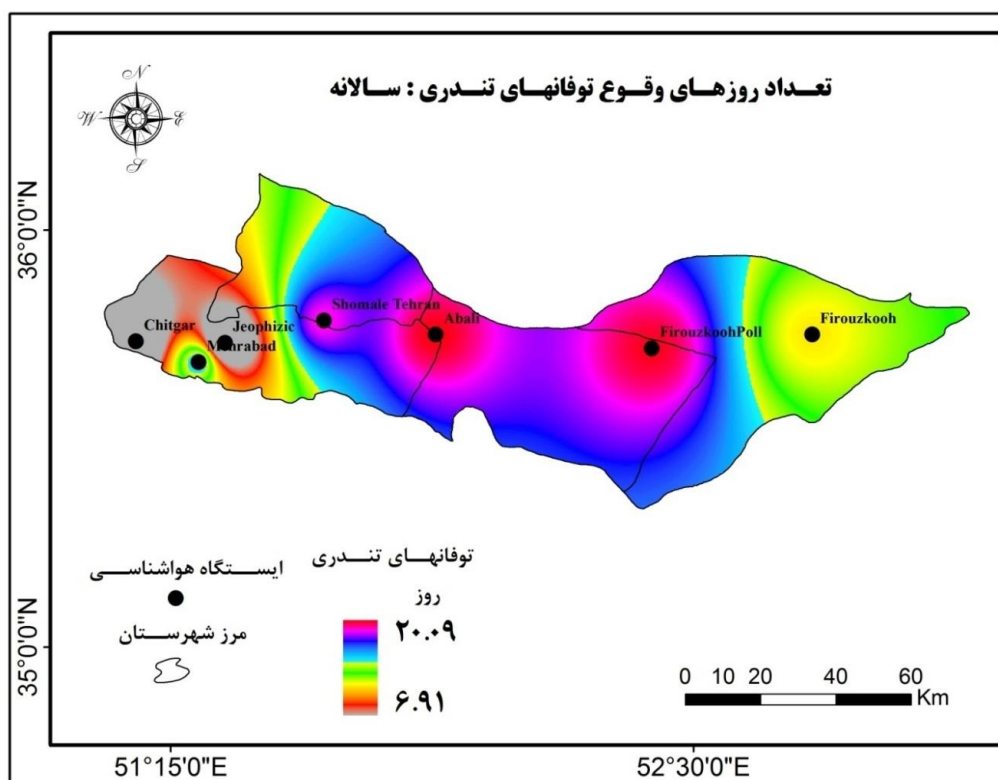 تعداد روزهای وقوع توفانهای تندری : سالانه
N
W E
S
36°0'0"N
35°0'0"N
Chitgar
Jeophizic
Mehrabad
Shomale Tehran
Abali
FirouzkoohPoll
Firouzkooh
ایستگاه هواشناسی
مرز شهرستان
توفانهای تندری
روز
۲۰.۰۹
۶.۹۱
0 10 20 40 60
Km
51°15'0"E
52°30'0"E